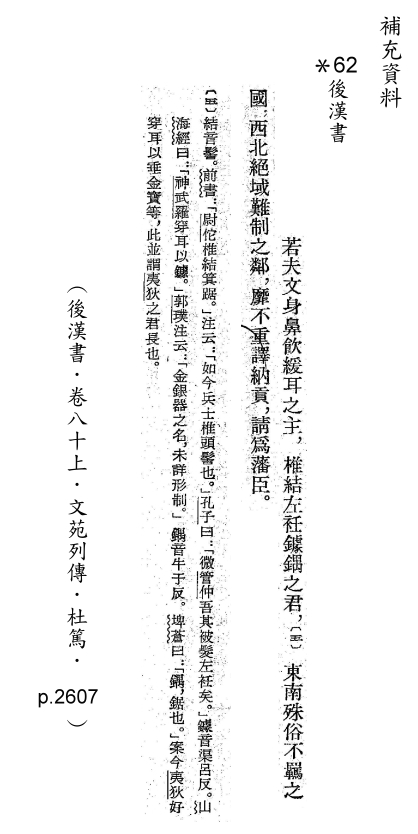 補充資料
＊62後漢書
若夫文身鼻飲緩耳之主，椎結左衽鐻鍝之君，〔五〕東南殊俗不羈之
國，西北絕域難制之鄰，靡不重譯納貢，請爲藩臣。
〔五〕結音髻。前書：「尉佗椎結箕踞。」注云：「如今兵士椎頭髻也。」孔子曰：「微管仲吾其被髮左衽矣。」鐻音渠呂反。山
海經曰：「神武羅穿耳以鐻。」郭璞注云：「金銀器之名，未詳形制。」鍝音牛于反。埤蒼曰：「鍝，鋸也。」案今夷狄好
穿耳以垂金寶等，此並謂夷狄之君長也。
（後漢書．卷八十上．文苑列傳．杜篤．p.2607）